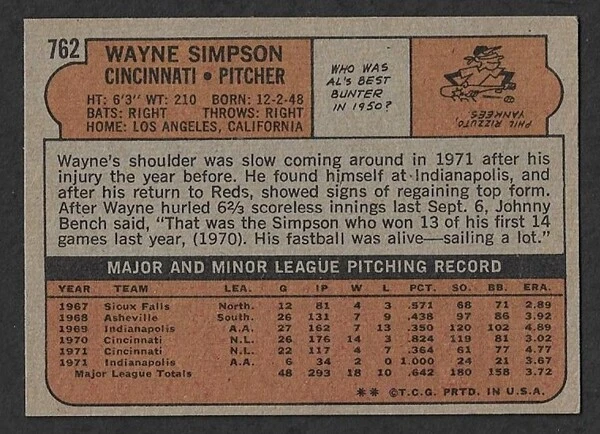 762
WAYNE SIMPSON
CINCINNATI • PITCHER
HT: 6'3" WT: 210 BORN: 12-2-48
BATS: RIGHT THROWS: RIGHT
HOME: LOS ANGELES, CALIFORNIA
WHO WAS
AL'S BEST
BUNTER
IN 1950?
PHIL RIZZUTO,
YANKEES
Wayne's shoulder was slow coming around in 1971 after his
injury the year before. He found himself at Indianapolis, and
after his return to Reds, showed signs of regaining top form.
After Wayne hurled 6⅔ scoreless innings last Sept. 6, Johnny
Bench said, "That was the Simpson who won 13 of his first 14
games last year, (1970). His fastball was alive—sailing a lot."
MAJOR AND MINOR LEAGUE PITCHING RECORD
YEAR TEAM LEA. G IP W L PCT. SO. BB. ERA.
1967 Sioux Falls North. 12 81 4 3 .571 68 71 2.89
1968 Asheville South. 26 131 7 9 .438 97 86 3.92
1969 Indianapolis A.A. 27 162 7 13 .350 120 102 4.89
1970 Cincinnati N.L. 26 176 14 3 .824 119 81 3.02
1971 Cincinnati N.L. 22 117 4 7 .364 61 77 4.77
1971 Indianapolis A.A. 6 34 2 0 1.000 24 21 3.67
Major League Totals 48 293 18 10 .642 180 158 3.72
** ©T.C.G. PRTD. IN U.S.A.